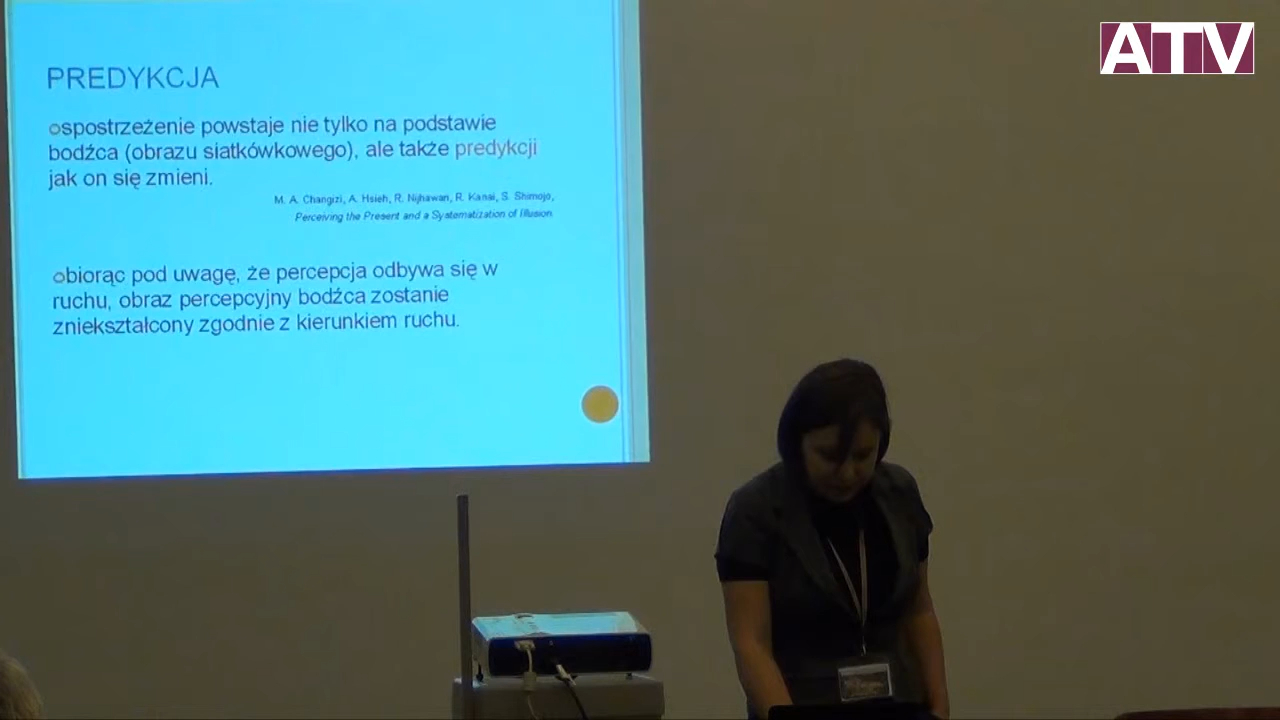 ATV
PREDYKCJA
spostrzeżenie powstaje nie tylko na podstawie
bodźca (obrazu siatkówkowego), ale także predykcji
jak on się zmieni.
M. A. Changizi, A. Hsieh, R. Nijhawan, R. Kanai, S. Shimojo,
Perceiving the Present and a Systematization of Illusion
biorąc pod uwagę, że percepcja odbywa się w
ruchu, obraz percepcyjny bodźca zostanie
zniekształcony zgodnie z kierunkiem ruchu.